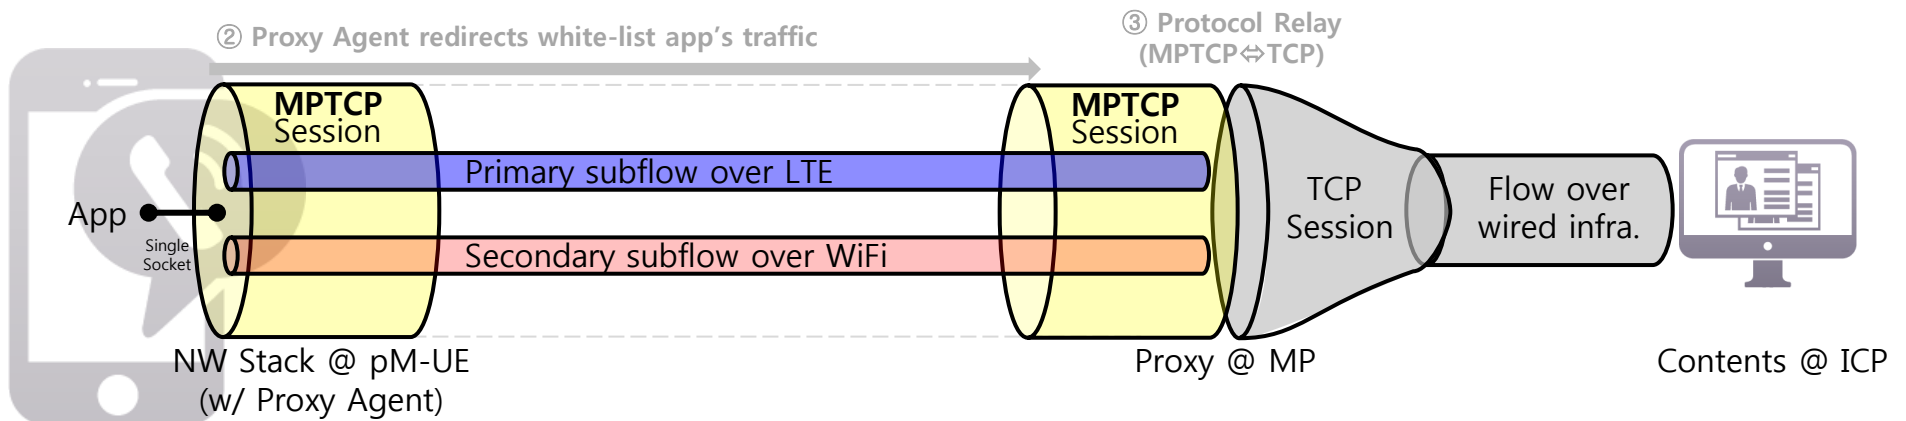 ② Proxy Agent redirects white-list app's traffic
③ Protocol Relay
(MPTCP⇔TCP)
MPTCP
Session
MPTCP
Session
Primary subflow over LTE
Secondary subflow over WiFi
App
Single
Socket
TCP
Session
Flow over
wired infra.
NW Stack @ pM-UE
(w/ Proxy Agent)
Proxy @ MP
Contents @ ICP